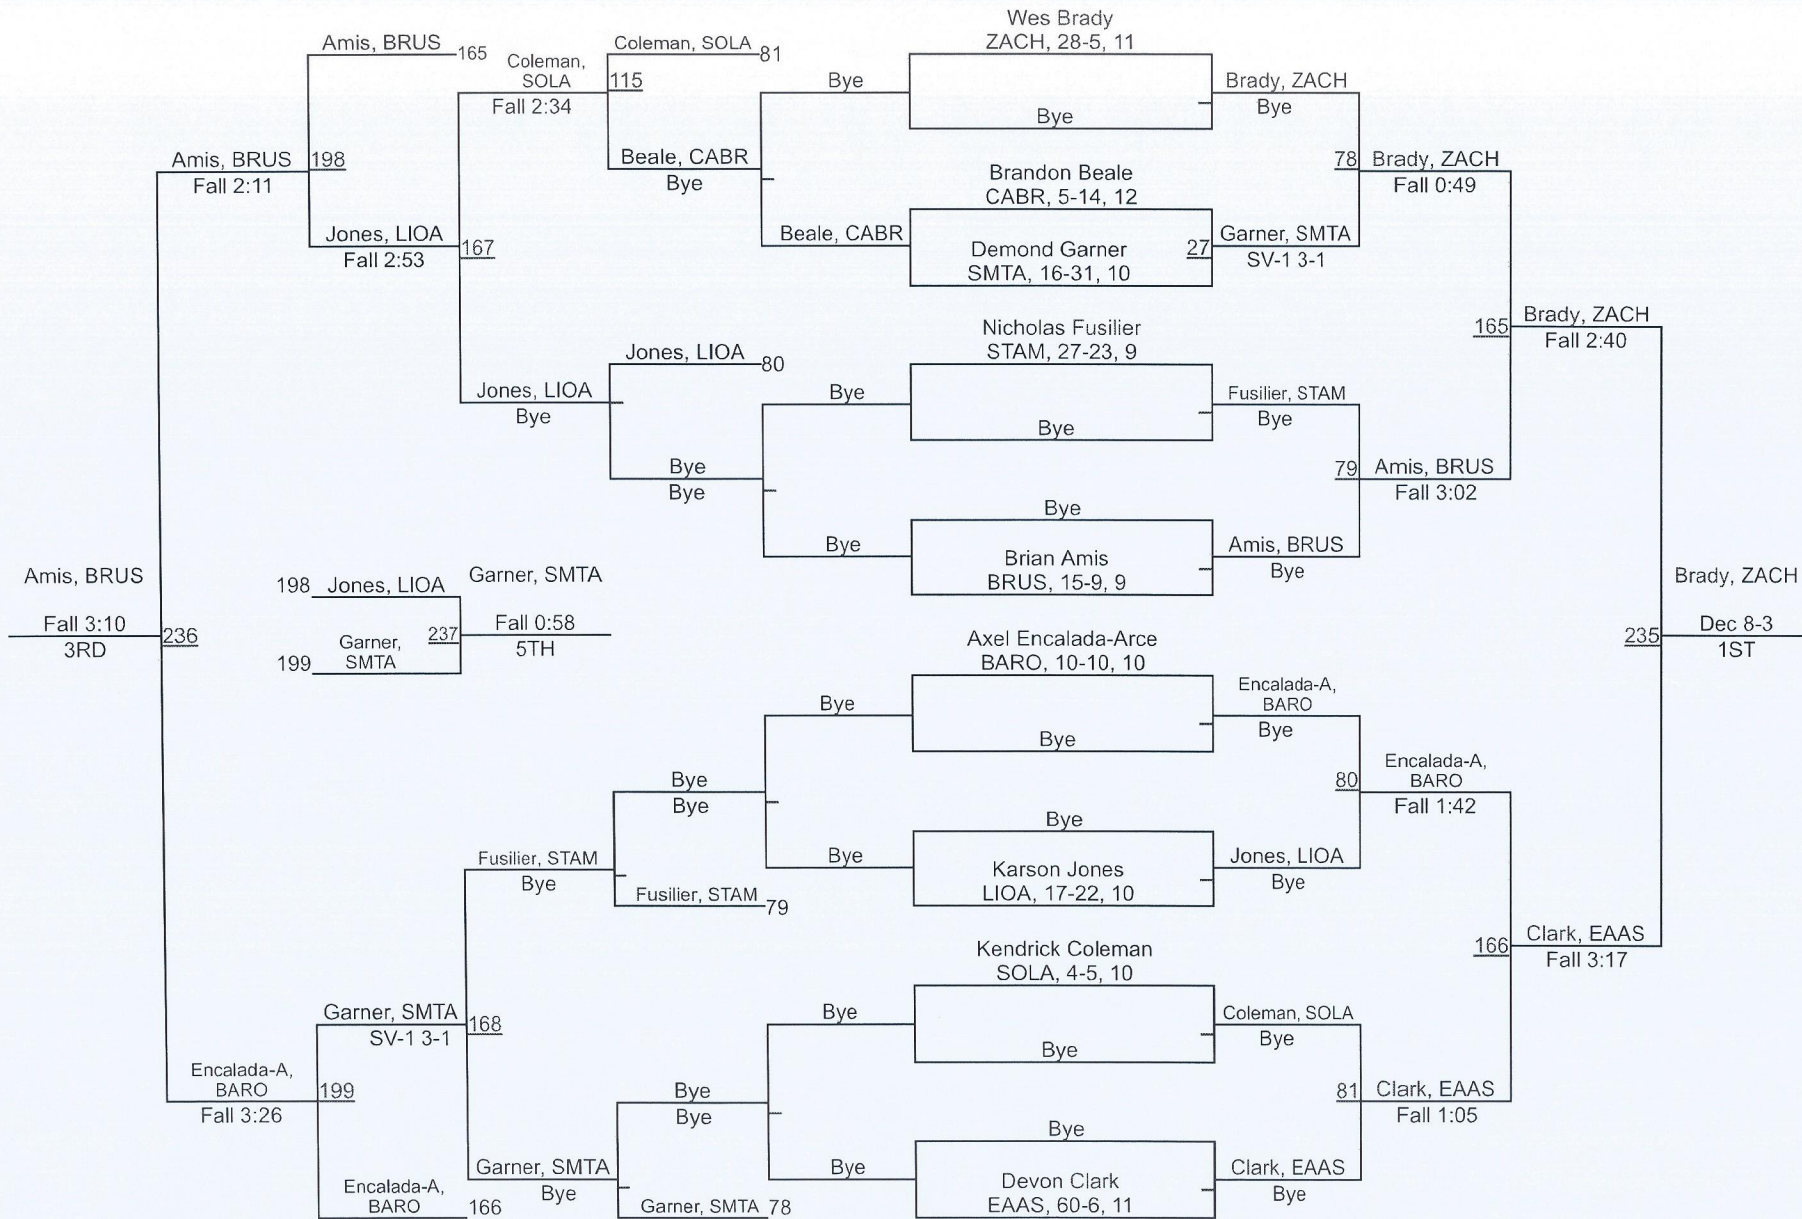 Wes Brady
ZACH, 28-5, 11
Amis, BRUS
165
Coleman, SOLA
81
Coleman,
SOLA
115
Fall 2:34
Bye
Brady, ZACH
Bye
Bye
Amis, BRUS
198
Fall 2:11
Beale, CABR
Bye
78
Brady, ZACH
Fall 0:49
Brandon Beale
CABR, 5-14, 12
Jones, LIOA
Fall 2:53
167
Beale, CABR
Demond Garner
SMTA, 16-31, 10
27
Garner, SMTA
SV-1 3-1
Nicholas Fusilier
STAM, 27-23, 9
165
Brady, ZACH
Fall 2:40
Jones, LIOA
80
Jones, LIOA
Bye
Bye
Bye
Fusilier, STAM
Bye
Bye
Bye
79
Amis, BRUS
Fall 3:02
Bye
Bye
Brian Amis
BRUS, 15-9, 9
Amis, BRUS
Bye
Amis, BRUS
Fall 3:10
3RD
236
198
Jones, LIOA
Garner,
SMTA
199
237
Garner, SMTA
Fall 0:58
5TH
Brady, ZACH
235
Dec 8-3
1ST
Axel Encalada-Arce
BARO, 10-10, 10
Bye
Bye
Encalada-A,
BARO
Bye
Bye
Bye
80
Encalada-A,
BARO
Fall 1:42
Bye
Bye
Karson Jones
LIOA, 17-22, 10
Jones, LIOA
Bye
Fusilier, STAM
Bye
Fusilier, STAM
79
Kendrick Coleman
SOLA, 4-5, 10
166
Clark, EAAS
Fall 3:17
Garner, SMTA
SV-1 3-1
168
Bye
Bye
Coleman, SOLA
Bye
Encalada-A,
BARO
Fall 3:26
199
Bye
Bye
81
Clark, EAAS
Fall 1:05
Bye
Bye
Devon Clark
EAAS, 60-6, 11
Clark, EAAS
Bye
Garner, SMTA
Bye
Encalada-A,
BARO
166
Garner, SMTA
78